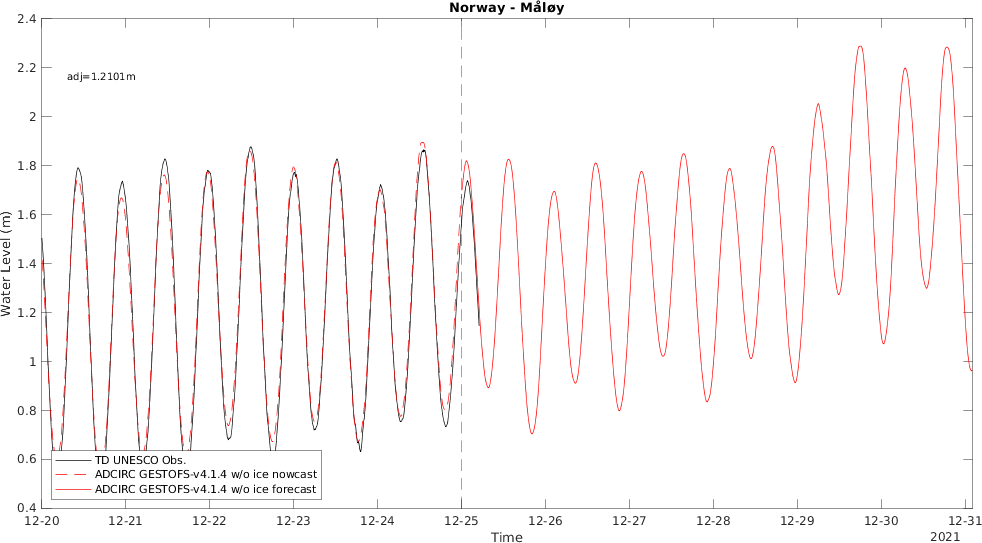 Norway - Måløy
2.4
2.2
2
1.8
1.6
1.4
1.2
1
0.8
0.6
0.4
Water Level (m)
adj=1.2101m
TD UNESCO Obs.
ADCIRC GESTOFS-v4.1.4 w/o ice nowcast
ADCIRC GESTOFS-v4.1.4 w/o ice forecast
12-20 12-21 12-22 12-23 12-24 12-25 12-26 12-27 12-28 12-29 12-30 12-31
Time
2021